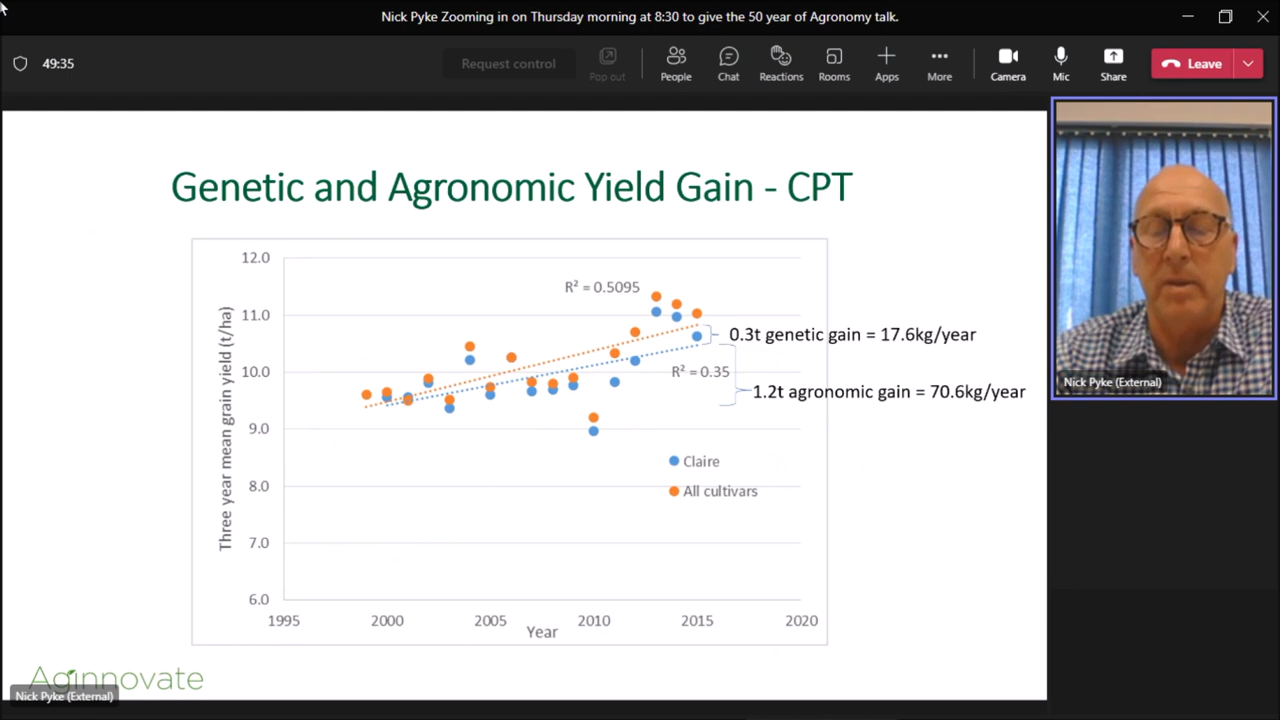 Nick Pyke Zooming in on Thursday morning at 8:30 to give the 50 year of Agronomy talk.
49:35
Request control
Pop out
People
Chat
Reactions
Rooms
Apps
More
Camera
Mic
Share
Leave
Genetic and Agronomic Yield Gain - CPT
12.0
11.0
10.0
9.0
8.0
7.0
6.0
Three year mean grain yield (t/ha)
R² = 0.5095
0.3t genetic gain = 17.6kg/year
R² = 0.35
1.2t agronomic gain = 70.6kg/year
Claire
All cultivars
1995
2000
2005
2010
2015
2020
Year
Aginnovate
Nick Pyke (External)
Nick Pyke (External)